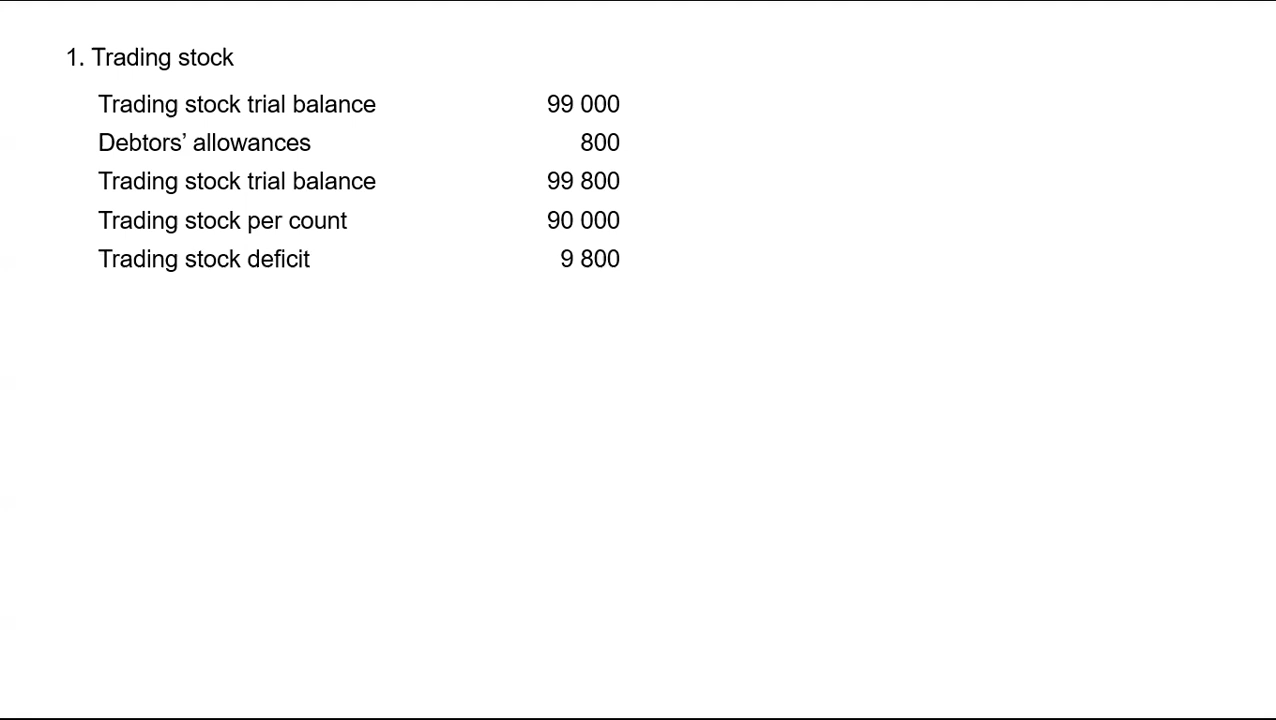 1. Trading stock
Trading stock trial balance 99 000
Debtors’ allowances 800
Trading stock trial balance 99 800
Trading stock per count 90 000
Trading stock deficit 9 800